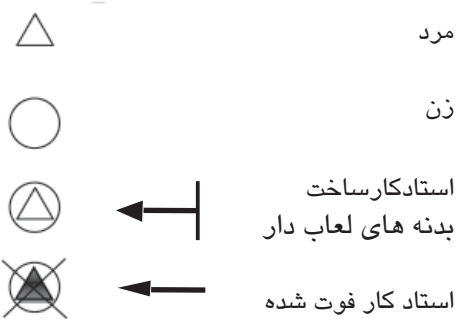 مرد
زن
استادکارساخت
بدنه های لعاب دار
استاد کار فوت شده